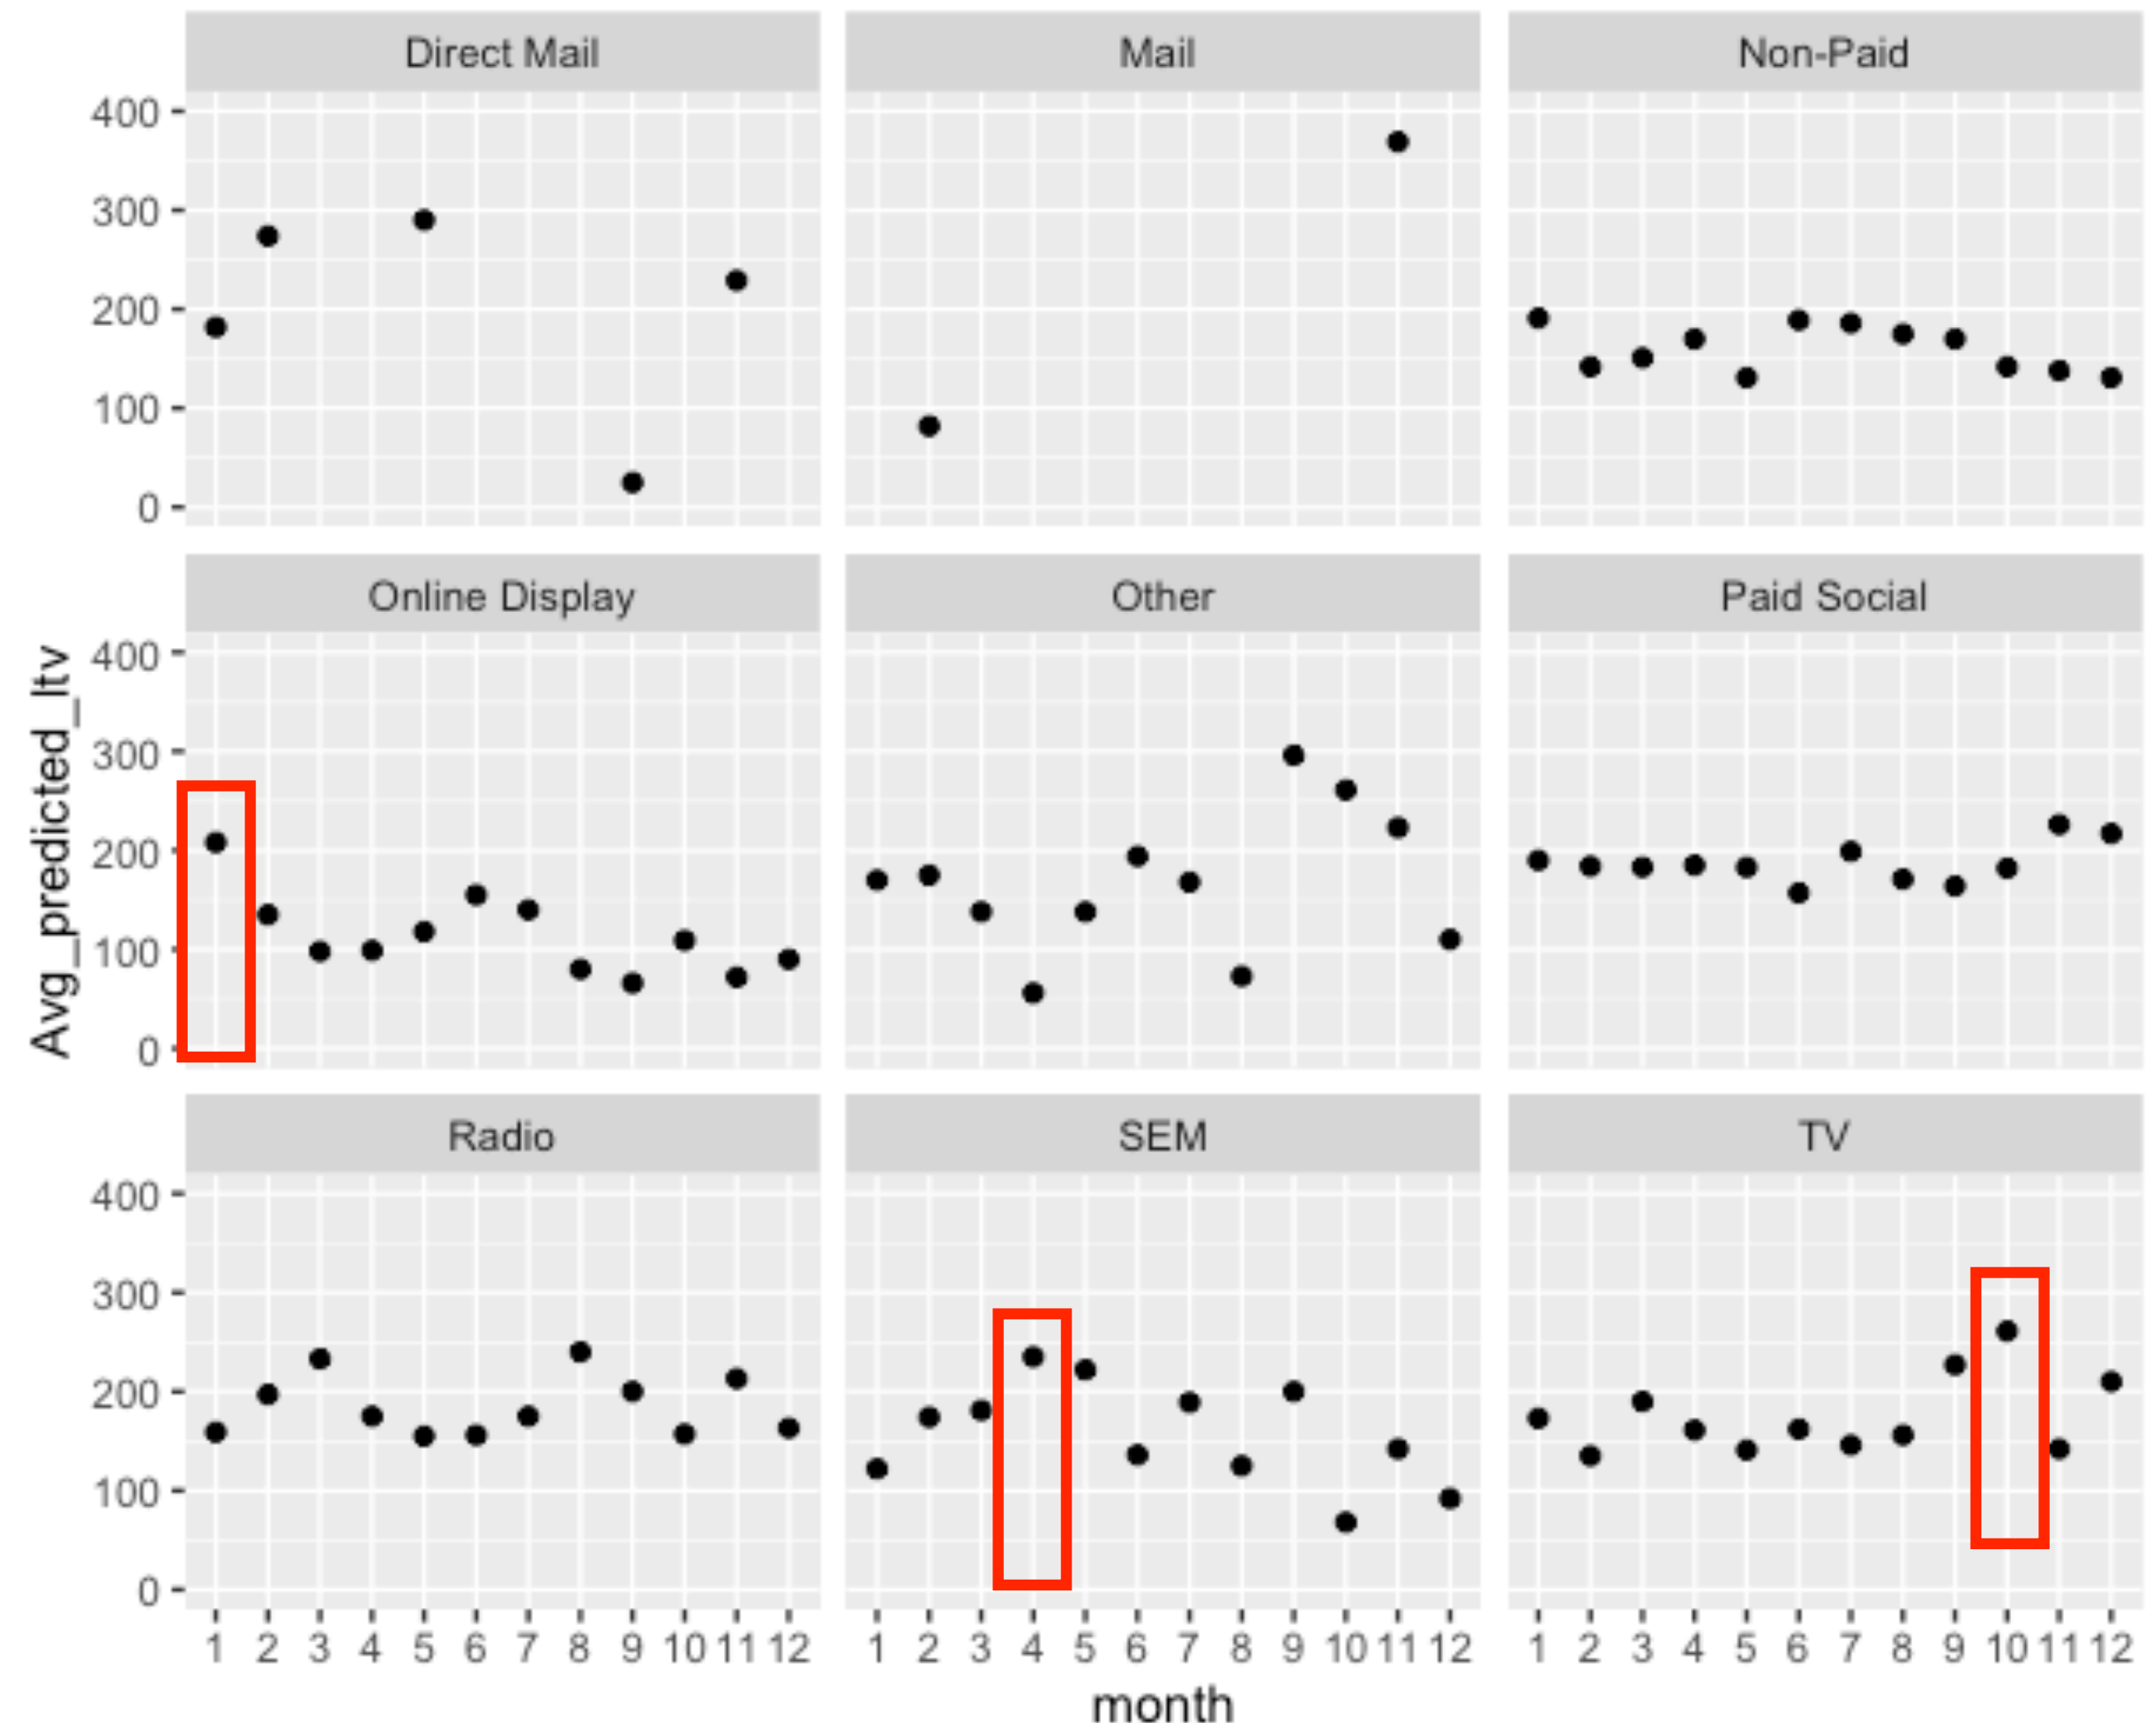 Direct Mail Mail Non-Paid
400
300
200
100
0
Online Display Other Paid Social
Avg_predicted_ltv
400
300
200
100
0
Radio SEM TV
400
300
200
100
0
1 2 3 4 5 6 7 8 9 10 11 12 1 2 3 4 5 6 7 8 9 10 11 12 1 2 3 4 5 6 7 8 9 10 11 12
month